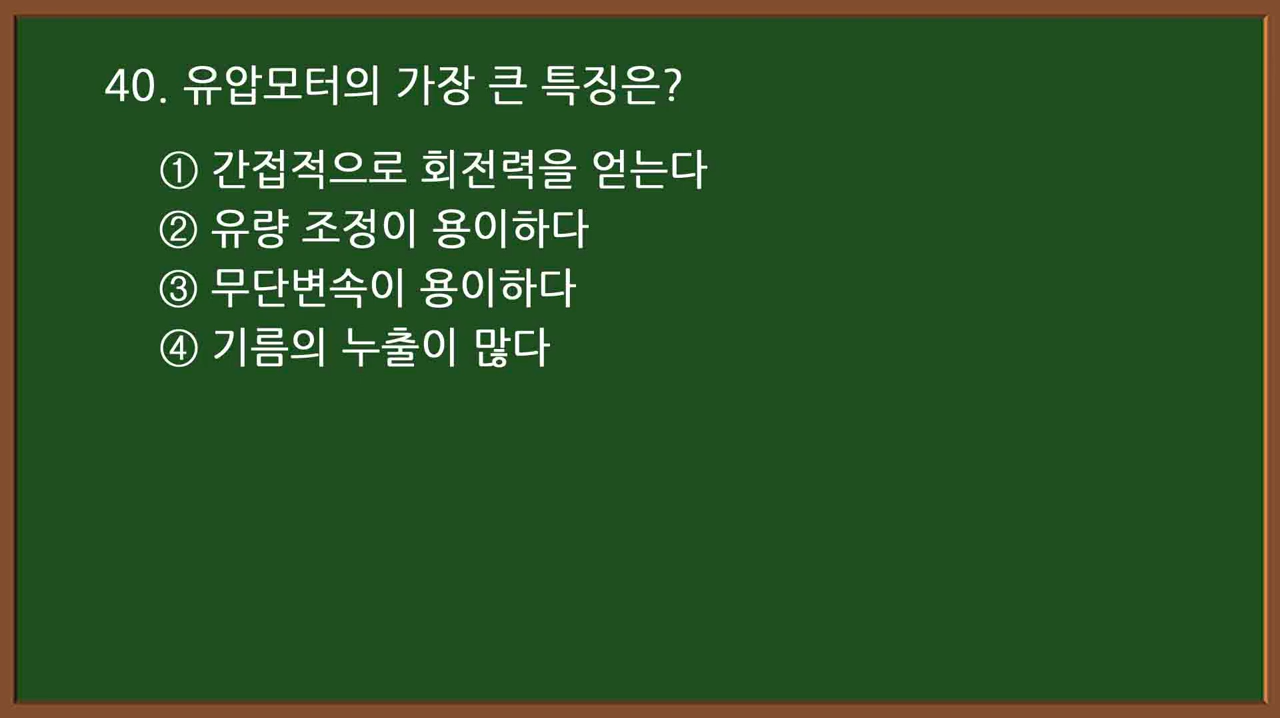 40. 유압모터의 가장 큰 특징은?
① 간접적으로 회전력을 얻는다
② 유량 조정이 용이하다
③ 무단변속이 용이하다
④ 기름의 누출이 많다